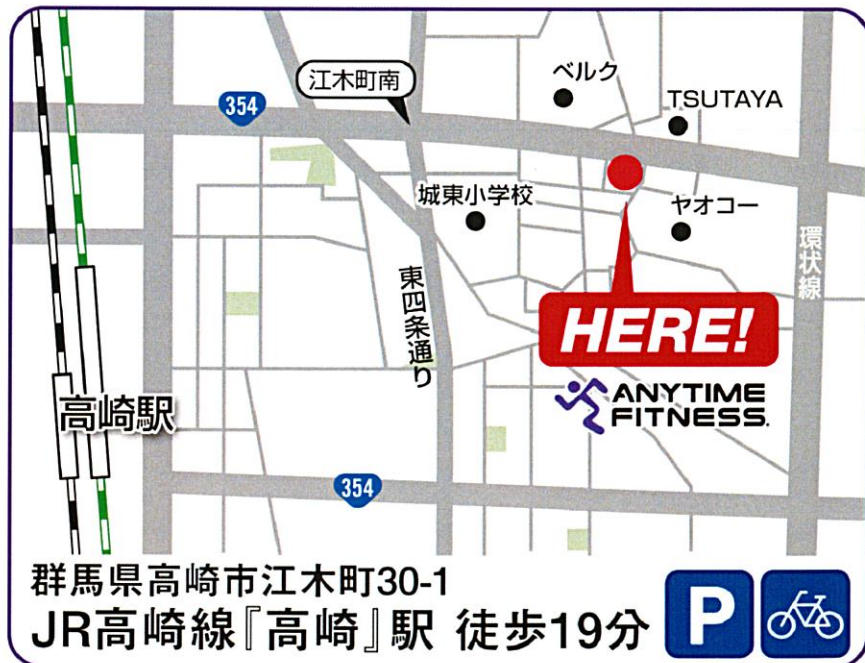 354
江木町南
ベルク
TSUTAYA
城東小学校
ヤオコー
環状線
東四条通り
HERE!
ANYTIME
FITNESS.
高崎駅
354
群馬県高崎市江木町30-1
JR高崎線『高崎』駅 徒歩19分
P